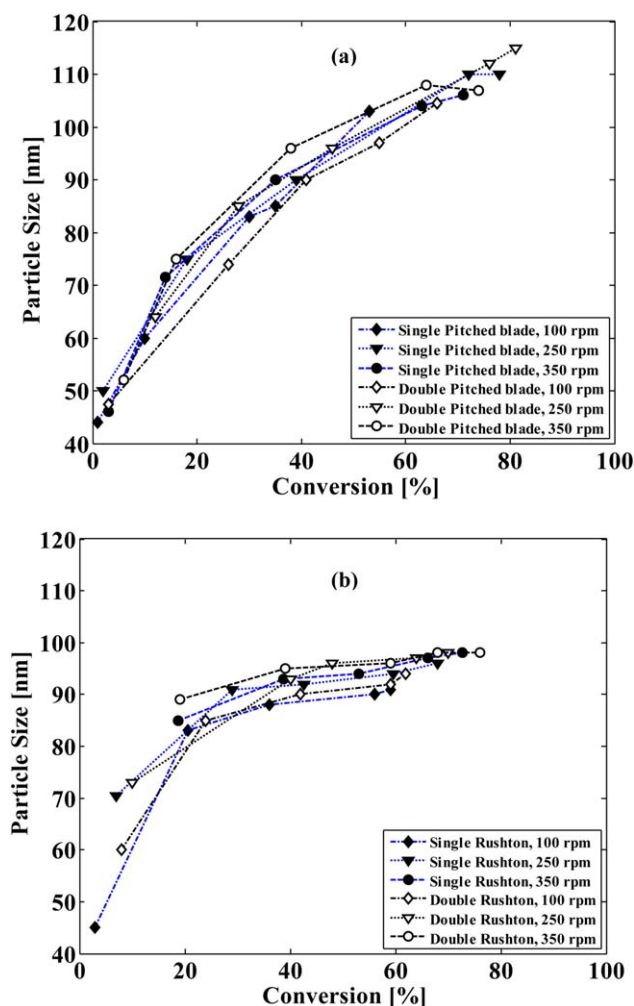 120
(a)
110
100
90
80
70
60
50
40
Particle Size [nm]
Single Pitched blade, 100 rpm
Single Pitched blade, 250 rpm
Single Pitched blade, 350 rpm
Double Pitched blade, 100 rpm
Double Pitched blade, 250 rpm
Double Pitched blade, 350 rpm
0 20 40 60 80 100
Conversion [%]
120
(b)
110
100
90
80
70
60
50
40
Particle Size [nm]
Single Rushton, 100 rpm
Single Rushton, 250 rpm
Single Rushton, 350 rpm
Double Rushton, 100 rpm
Double Rushton, 250 rpm
Double Rushton, 350 rpm
0 20 40 60 80 100
Conversion [%]